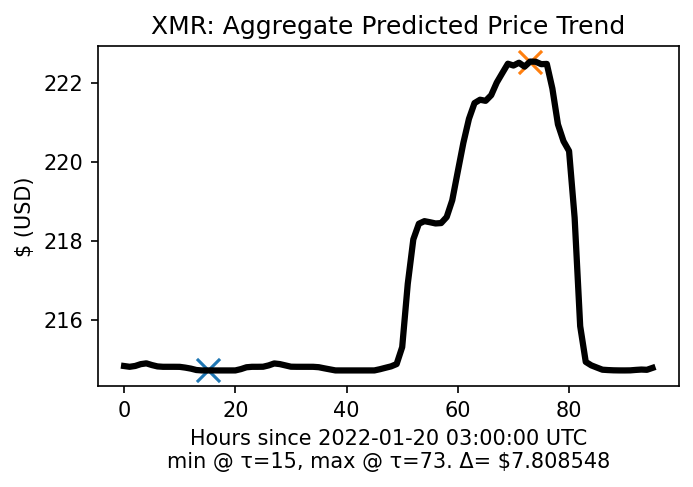 XMR: Aggregate Predicted Price Trend
$ (USD)
222
220
218
216
0 20 40 60 80
Hours since 2022-01-20 03:00:00 UTC
min @ τ=15, max @ τ=73. Δ= $7.808548